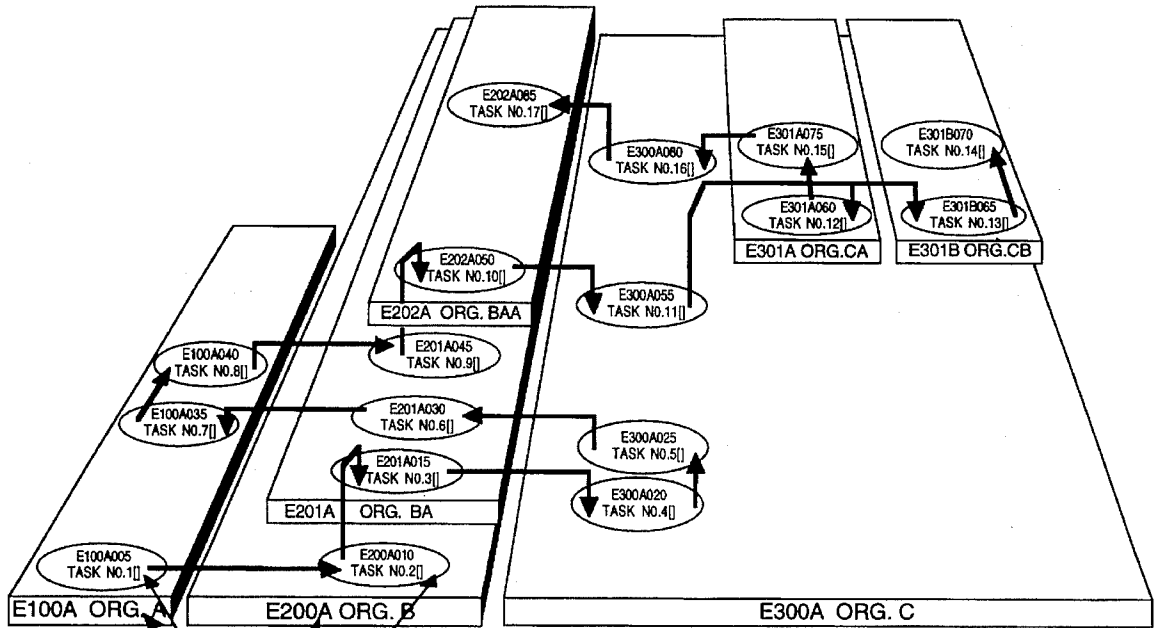 E202A085
TASK NO.17[]
E300A080
TASK NO.16[]
E301A075
TASK NO.15[]
E301B070
TASK NO.14[]
E301A060
TASK NO.12[]
E301B065
TASK NO.13[]
E301A ORG.CA
E301B ORG.CB
E202A050
TASK NO.10[]
E300A055
TASK NO.11[]
E202A ORG. BAA
E100A040
TASK NO.8[]
E201A045
TASK NO.9[]
E100A035
TASK NO.7[]
E201A030
TASK NO.6[]
E300A025
TASK NO.5[]
E201A015
TASK NO.3[]
E300A020
TASK NO.4[]
E201A ORG. BA
E100A005
TASK NO.1[]
E200A010
TASK NO.2[]
E100A ORG. A
E200A ORG. B
E300A ORG. C